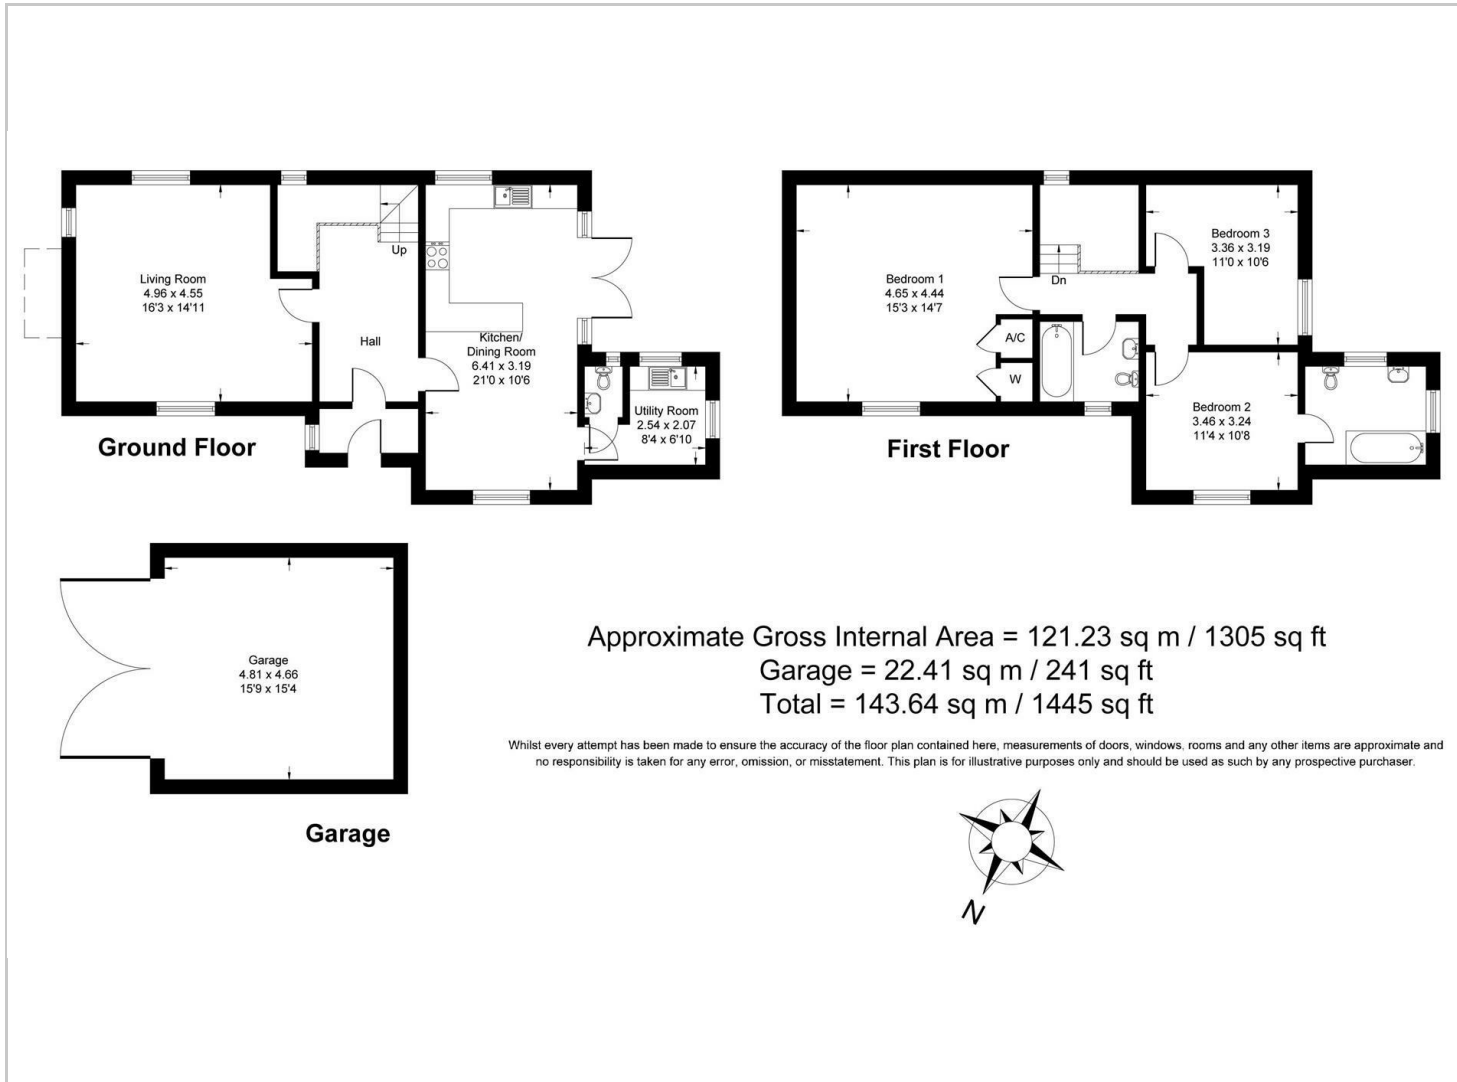 Living Room
4.96 x 4.55
16'3 x 14'11
Up
Hall
Kitchen/
Dining Room
6.41 x 3.19
21'0 x 10'6
Utility Room
2.54 x 2.07
8'4 x 6'10
Ground Floor
Bedroom 1
4.65 x 4.44
15'3 x 14'7
Dn
A/C
W
Bedroom 3
3.36 x 3.19
11'0 x 10'6
Bedroom 2
3.46 x 3.24
11'4 x 10'8
First Floor
Garage
4.81 x 4.66
15'9 x 15'4
Garage
Approximate Gross Internal Area = 121.23 sq m / 1305 sq ft
Garage = 22.41 sq m / 241 sq ft
Total = 143.64 sq m / 1445 sq ft
Whilst every attempt has been made to ensure the accuracy of the floor plan contained here, measurements of doors, windows, rooms and any other items are approximate and
no responsibility is taken for any error, omission, or misstatement. This plan is for illustrative purposes only and should be used as such by any prospective purchaser.
N